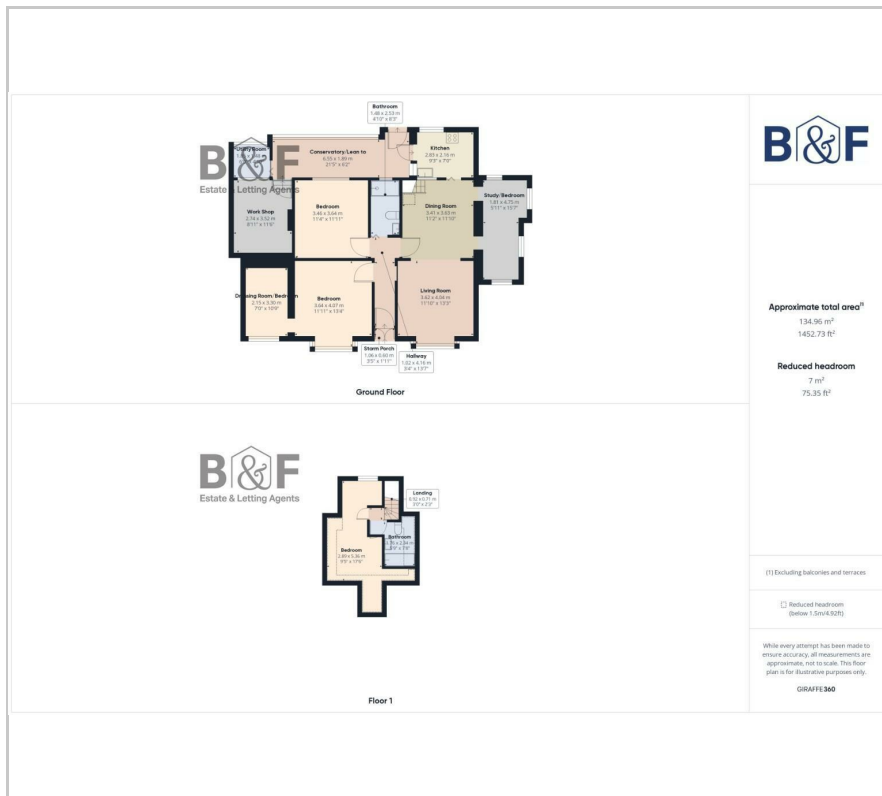 Bathroom
1.48 x 2.53 m
4'10" x 8'3"
Utility Room
Conservatory/Lean to
6.55 x 1.89 m
21'5" x 6'2"
Kitchen
2.83 x 2.16 m
9'3" x 7'0"
B&F
Estate & Letting Agents
Work Shop
2.74 x 3.52 m
8'11" x 11'6"
Bedroom
3.46 x 3.64 m
11'4" x 11'11"
Dining Room
3.41 x 3.63 m
11'2" x 11'10"
Study/Bedroom
1.81 x 4.75 m
5'11" x 15'7"
Dressing Room/Bedroom
2.15 x 3.30 m
7'0" x 10'9"
Bedroom
3.64 x 4.07 m
11'11" x 13'4"
Living Room
3.62 x 4.04 m
11'10" x 13'3"
Storm Porch
1.06 x 0.60 m
3'5" x 1'11"
Hallway
1.02 x 4.16 m
3'4" x 13'7"
Ground Floor
B&F
Estate & Letting Agents
Landing
0.92 x 0.71 m
3'0" x 2'3"
Bathroom
Bedroom
2.89 x 5.36 m
9'5" x 17'6"
Floor 1
B&F
Approximate total area
134.96 m²
1452.73 ft²
Reduced headroom
7 m²
75.35 ft²
(1) Excluding balconies and terraces
Reduced headroom
(below 1.5m/4.92ft)
While every attempt has been made to
ensure accuracy, all measurements are
approximate, not to scale. This floor
plan is for illustrative purposes only.
GIRAFFE360